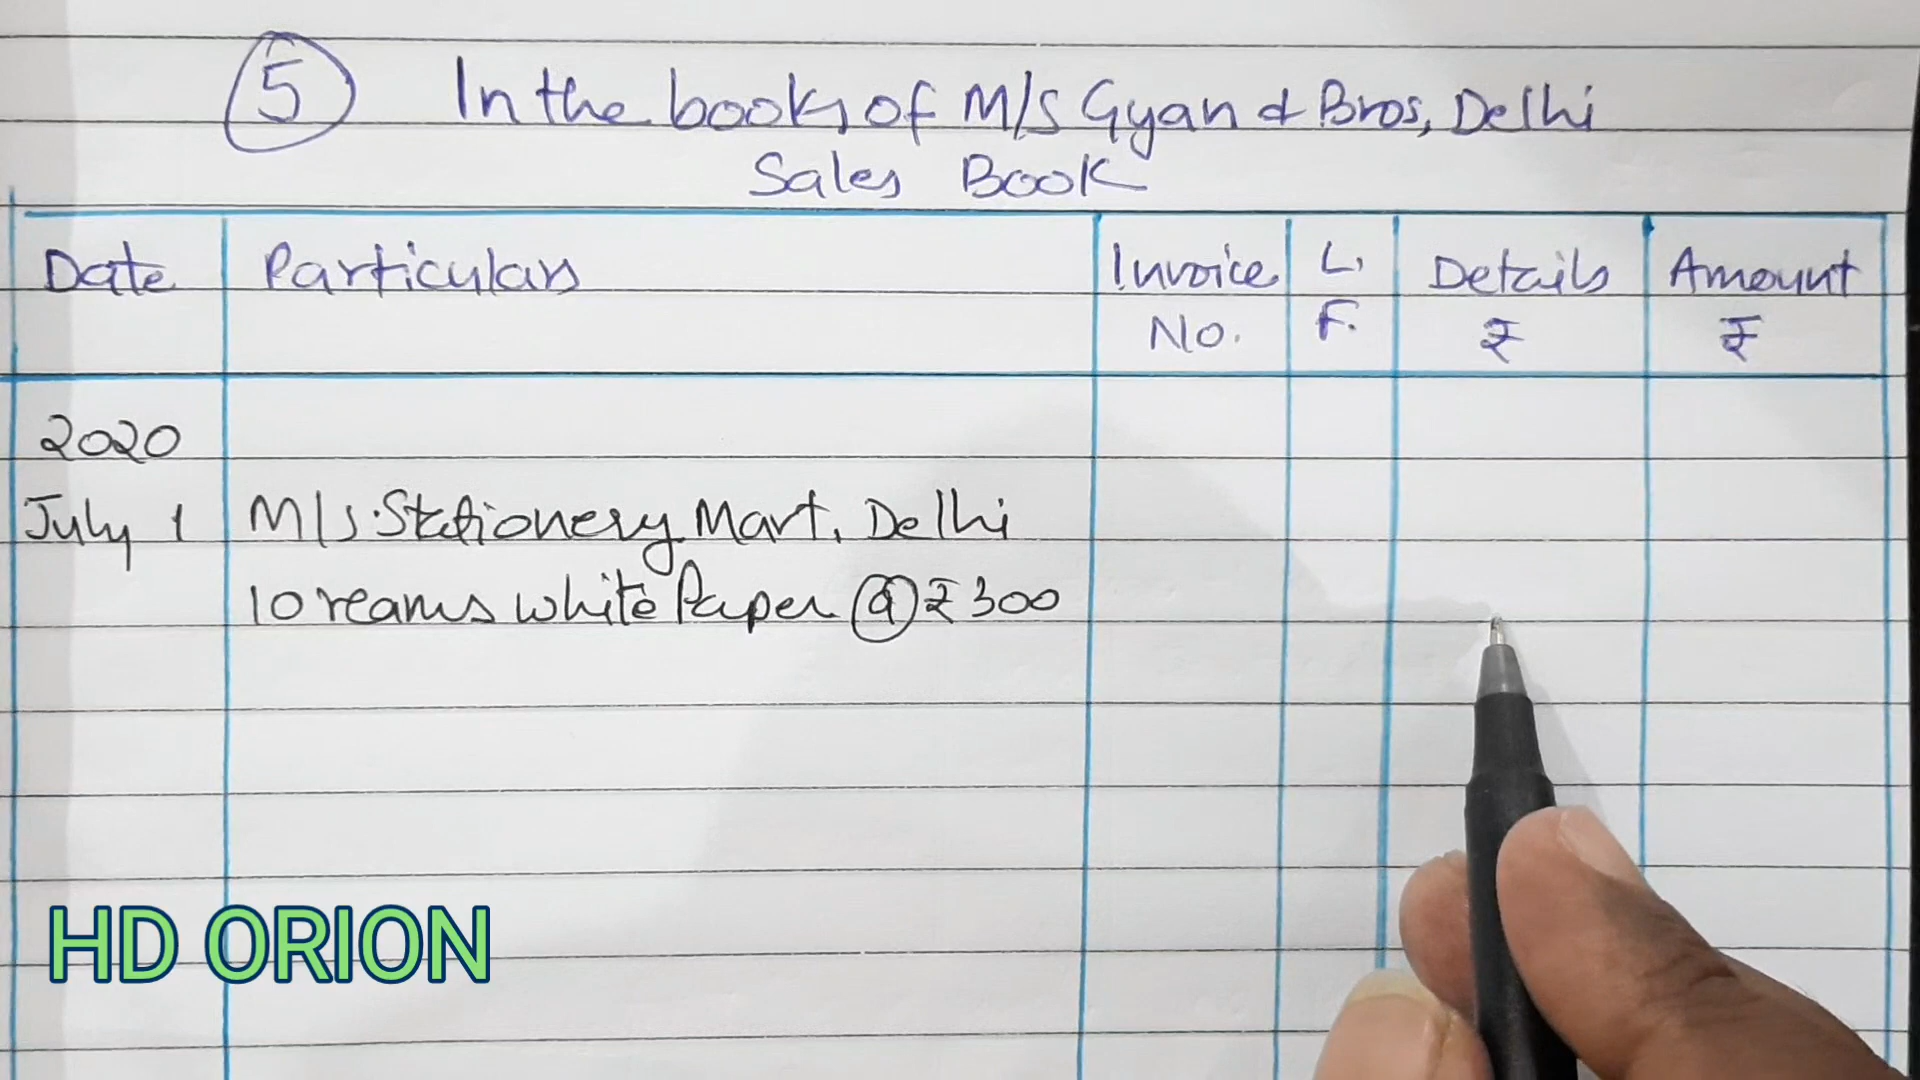 5 In the books of M/s Gyan & Bros, Delhi
Sales Book
Date Particulars Invoice No. L.F. Details ₹ Amount ₹
2020
July 1 M/s. Stationery Mart, Delhi
10 reams white Paper @ ₹300
HD ORION